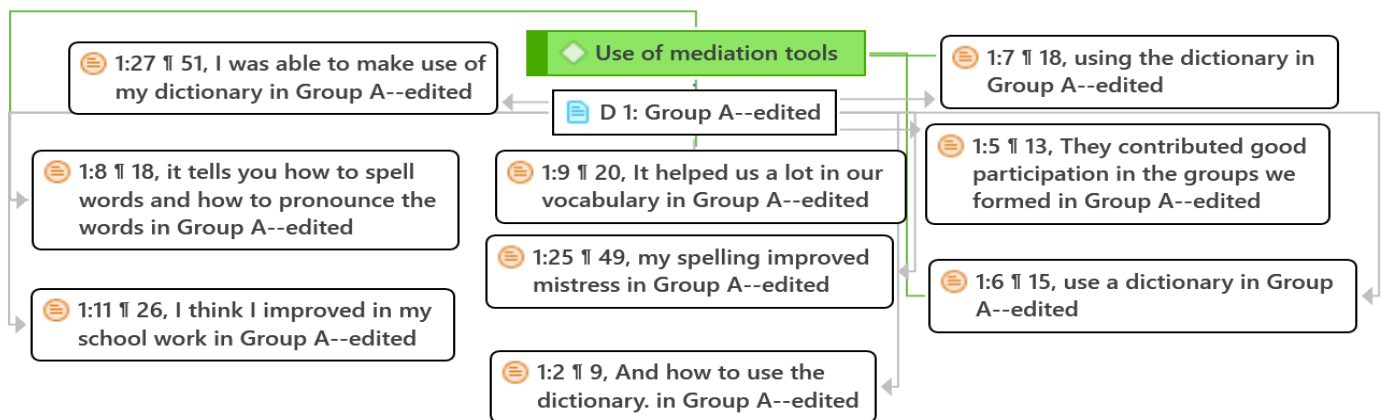 Use of mediation tools
D 1: Group A--edited
1:27 ¶ 51, I was able to make use of
my dictionary in Group A--edited
1:7 ¶ 18, using the dictionary in
Group A--edited
1:8 ¶ 18, it tells you how to spell
words and how to pronounce the
words in Group A--edited
1:9 ¶ 20, It helped us a lot in our
vocabulary in Group A--edited
1:5 ¶ 13, They contributed good
participation in the groups we
formed in Group A--edited
1:25 ¶ 49, my spelling improved
mistress in Group A--edited
1:6 ¶ 15, use a dictionary in Group
A--edited
1:11 ¶ 26, I think I improved in my
school work in Group A--edited
1:2 ¶ 9, And how to use the
dictionary. in Group A--edited